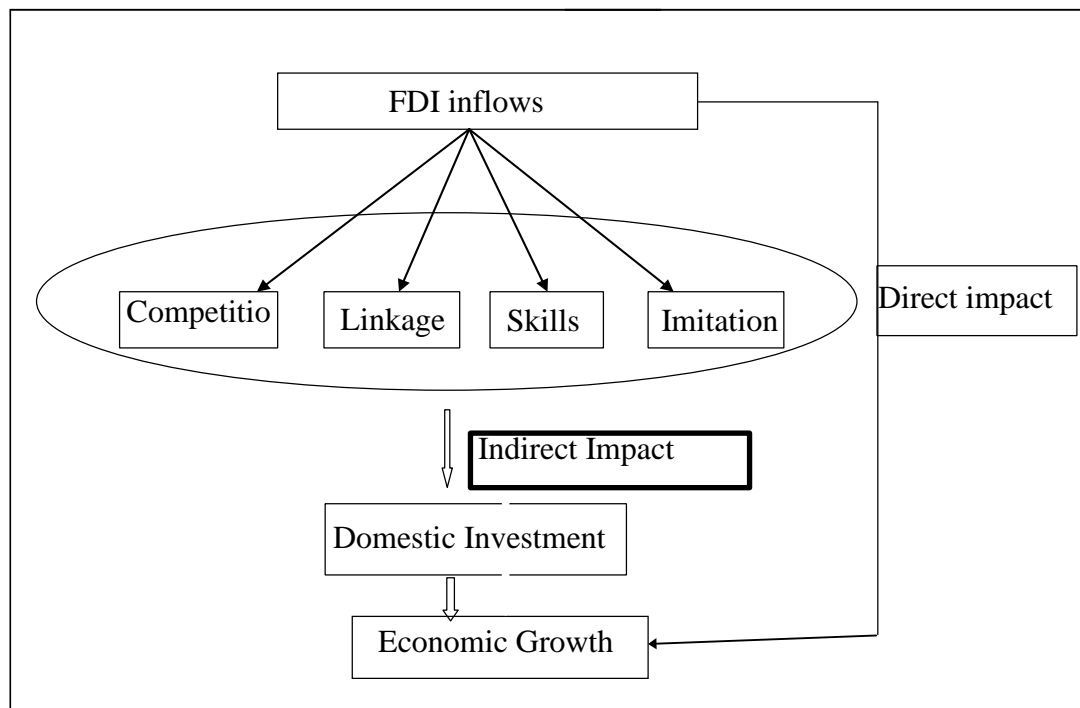 FDI inflows
Competitio
Linkage
Skills
Imitation
Direct impact
Indirect Impact
Domestic Investment
Economic Growth